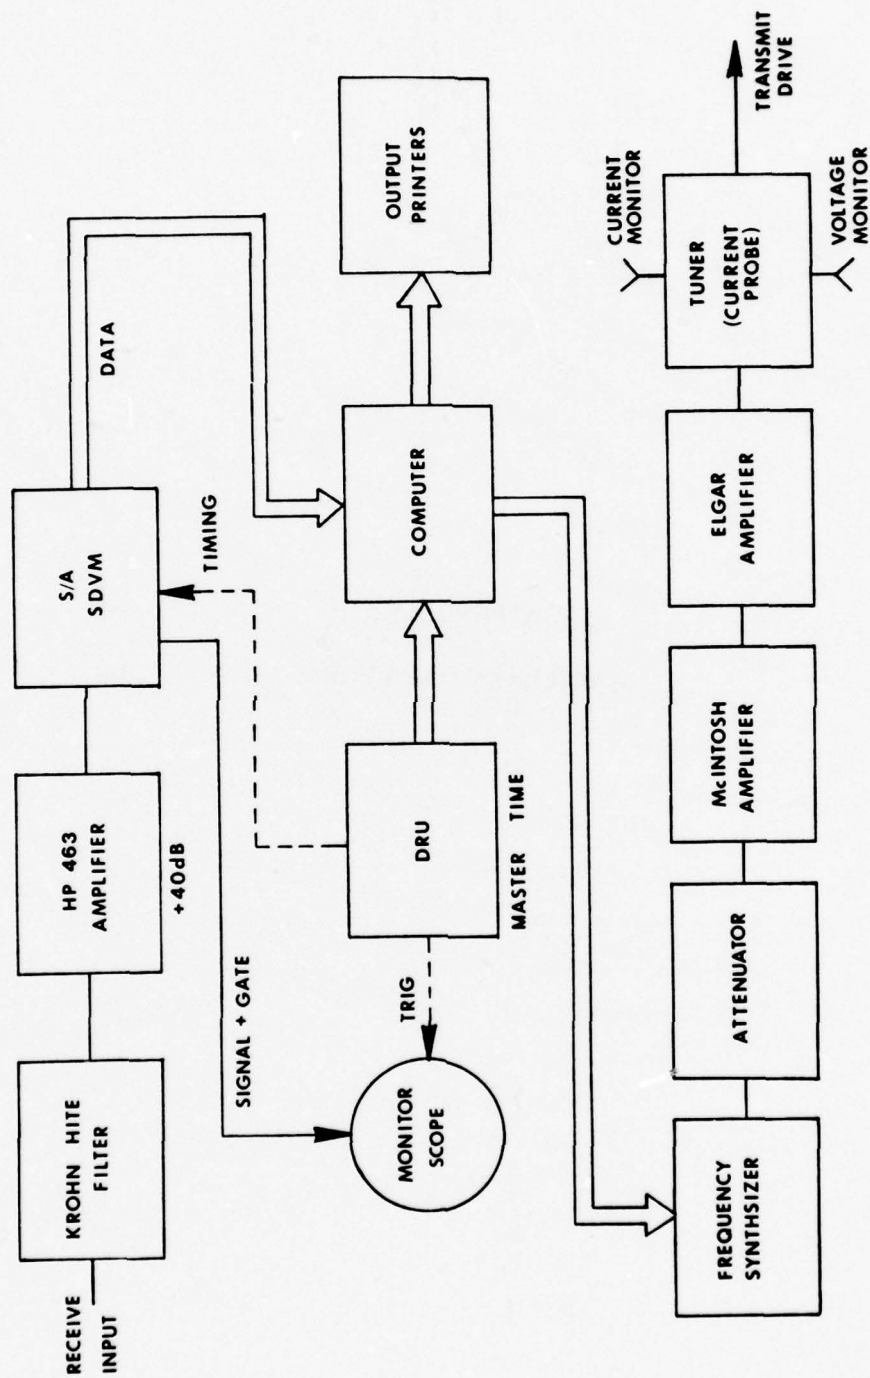 RECEIVE
INPUT
KROHN HITE
FILTER
HP 463
AMPLIFIER
+40dB
S/A
SDVM
DATA
TIMING
SIGNAL + GATE
MONITOR
SCOPE
TRIG
DRU
MASTER TIME
COMPUTER
OUTPUT
PRINTERS
FREQUENCY
SYNTHSIZER
ATTENUATOR
McINTOSH
AMPLIFIER
ELGAR
AMPLIFIER
TUNER
(CURRENT
PROBE)
CURRENT
MONITOR
VOLTAGE
MONITOR
TRANSMIT
DRIVE